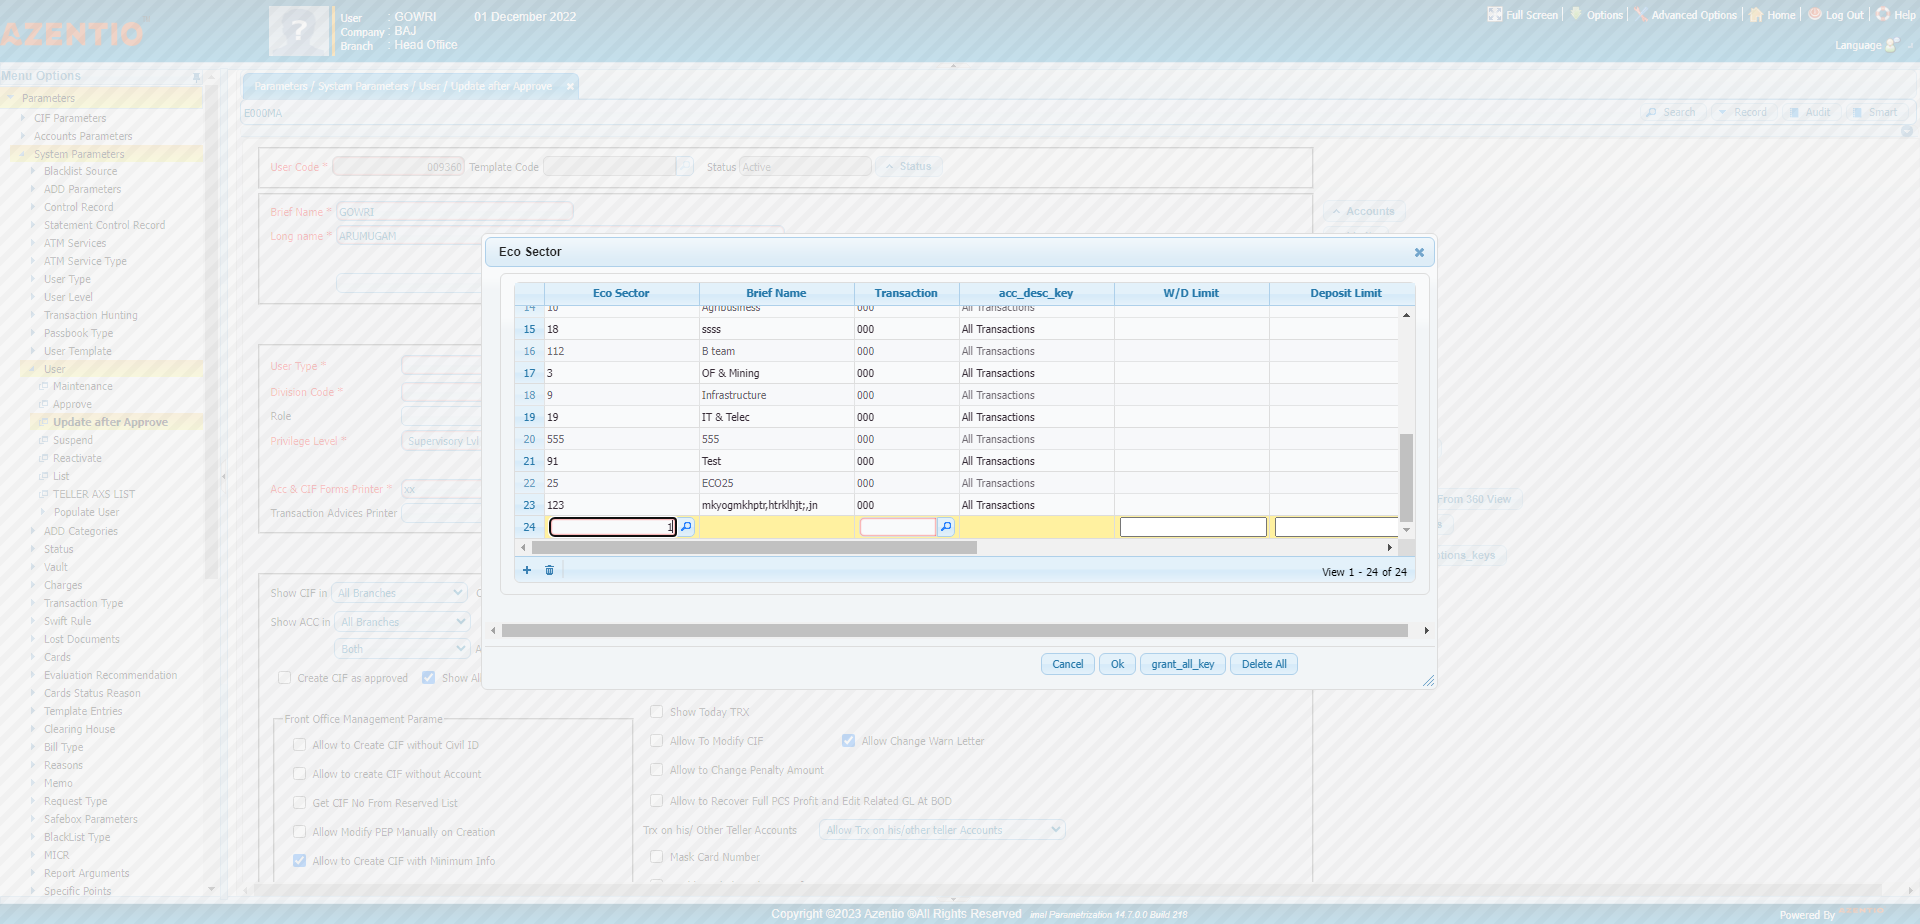 AZENTIO
User : GOWRI 01 December 2022
Company : BAJ
Branch : Head Office
Full Screen Options Advanced Options Home Log Out Help
Language
Menu Options
Parameters
CIF Parameters
Accounts Parameters
System Parameters
Blacklist Source
ADD Parameters
Control Record
Statement Control Record
ATM Services
ATM Service Type
User Type
User Level
Transaction Hunting
Passbook Type
User Template
User
Maintenance
Approve
Update after Approve
Suspend
Reactivate
List
TELLER AXS LIST
Populate User
ADD Categories
Status
Vault
Charges
Transaction Type
Swift Rule
Lost Documents
Cards
Evaluation Recommendation
Cards Status Reason
Template Entries
Clearing House
Bill Type
Reasons
Memo
Request Type
Safebox Parameters
BlackList Type
MICR
Report Arguments
Specific Points
Parameters / System Parameters / User / Update after Approve
E000MA
Search Record Audit Smart
User Code * 009360 Template Code Status Active Status
Brief Name * GOWRI
Accounts
Long name * ARUMUGAM
User Type *
Division Code *
Role
Privilege Level * Supervisory Lvl
Acc & CIF Forms Printer * xx
From 360 View
Transaction Advices Printer
tions_keys
Show CIF in All Branches
Show ACC in All Branches
Both
Create CIF as approved Show
Front Office Management Parame
Allow to Create CIF without Civil ID
Allow to create CIF without Account
Get CIF No From Reserved List
Allow Modify PEP Manually on Creation
Allow to Create CIF with Minimum Info
Show Today TRX
Allow To Modify CIF Allow Change Warn Letter
Allow to Change Penalty Amount
Allow to Recover Full PCS Profit and Edit Related GL At BOD
Trx on his/ Other Teller Accounts Allow Trx on his/other teller Accounts
Mask Card Number
Eco Sector
Eco Sector Brief Name Transaction acc_desc_key W/D Limit Deposit Limit
14 10 Agribusiness 000 All Transactions
15 18 ssss 000 All Transactions
16 112 B team 000 All Transactions
17 3 OF & Mining 000 All Transactions
18 9 Infrastructure 000 All Transactions
19 19 IT & Telec 000 All Transactions
20 555 555 000 All Transactions
21 91 Test 000 All Transactions
22 25 ECO25 000 All Transactions
23 123 mkyogmkhptr,htrklhjt;,jn 000 All Transactions
24 1
View 1 - 24 of 24
Cancel Ok grant_all_key Delete All
Copyright ©2023 Azentio ®All Rights Reserved imal Parametrization 14.7.0.0 Build 218
Powered By